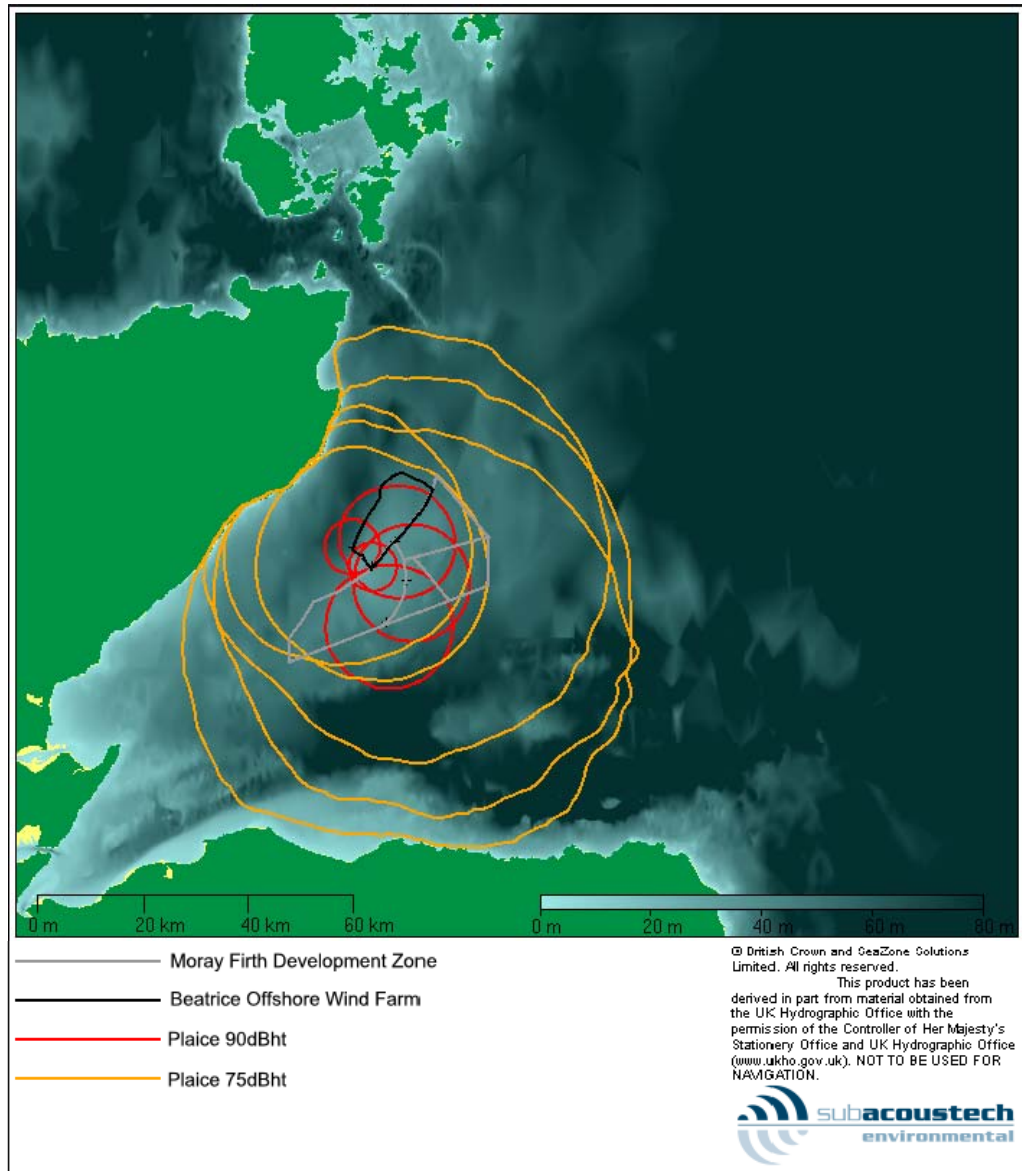 0 m 20 km 40 km 60 km
0 m 20 m 40 m 60 m 80 m
Moray Firth Development Zone
Beatrice Offshore Wind Farm
Plaice 90dBht
Plaice 75dBht
© British Crown and SeaZone Solutions
Limited. All rights reserved.
This product has been
derived in part from material obtained from
the UK Hydrographic Office with the
permission of the Controller of Her Majesty's
Stationery Office and UK Hydrographic Office
(www.ukho.gov.uk). NOT TO BE USED FOR
NAVIGATION.
subacoustech
environmental